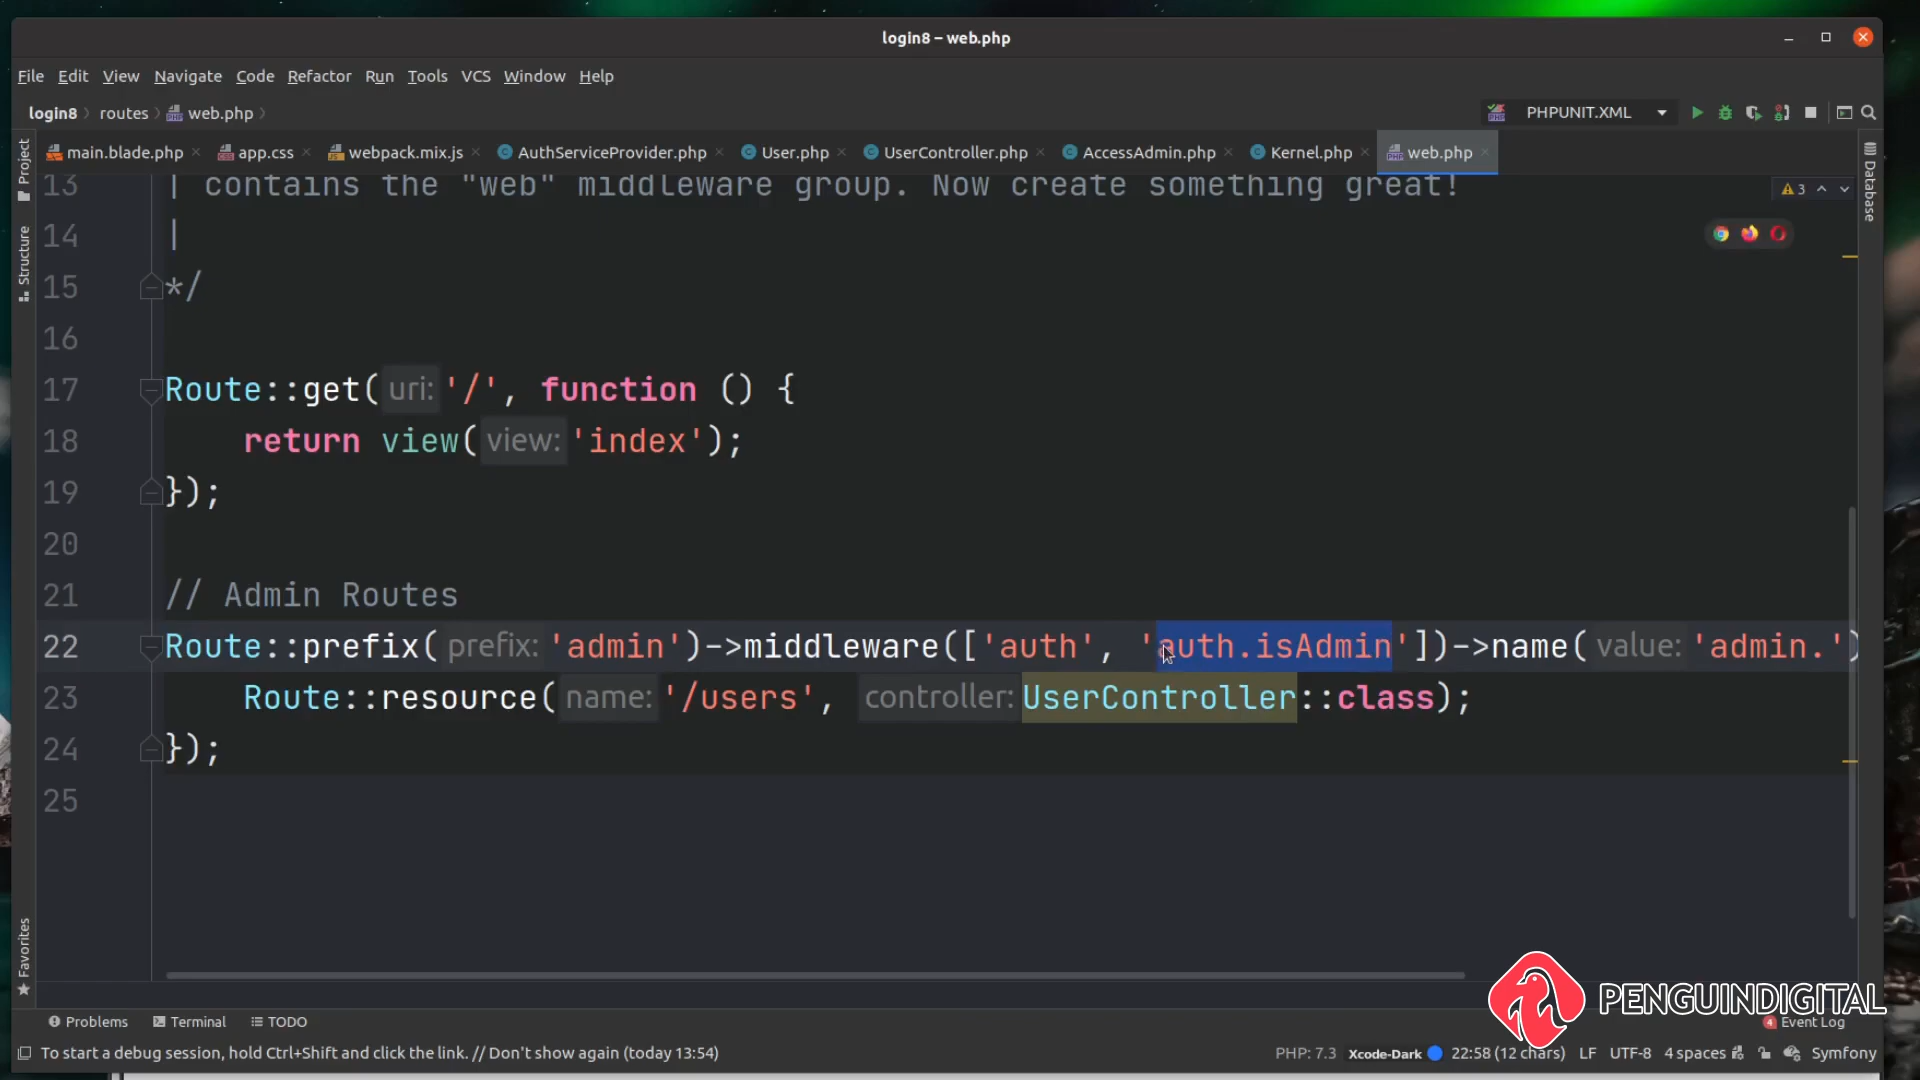 login8 – web.php
File Edit View Navigate Code Refactor Run Tools VCS Window Help
login8 routes web.php PHPUNIT.XML
Project
Structure
Favorites
Database
main.blade.php app.css webpack.mix.js AuthServiceProvider.php User.php UserController.php AccessAdmin.php Kernel.php web.php
13 | contains the "web" middleware group. Now create something great!
3
14 |
15 */
16
17 Route::get( uri: '/', function () {
18 return view( view: 'index');
19 });
20
21 // Admin Routes
22 Route::prefix( prefix: 'admin')->middleware(['auth', 'auth.isAdmin'])->name( value: 'admin.')
23 Route::resource( name: '/users', controller: UserController::class);
24 });
25
PENGUINDIGITAL
Problems Terminal TODO 4 Event Log
To start a debug session, hold Ctrl+Shift and click the link. // Don't show again (today 13:54) PHP: 7.3 Xcode-Dark 22:58 (12 chars) LF UTF-8 4 spaces Symfony